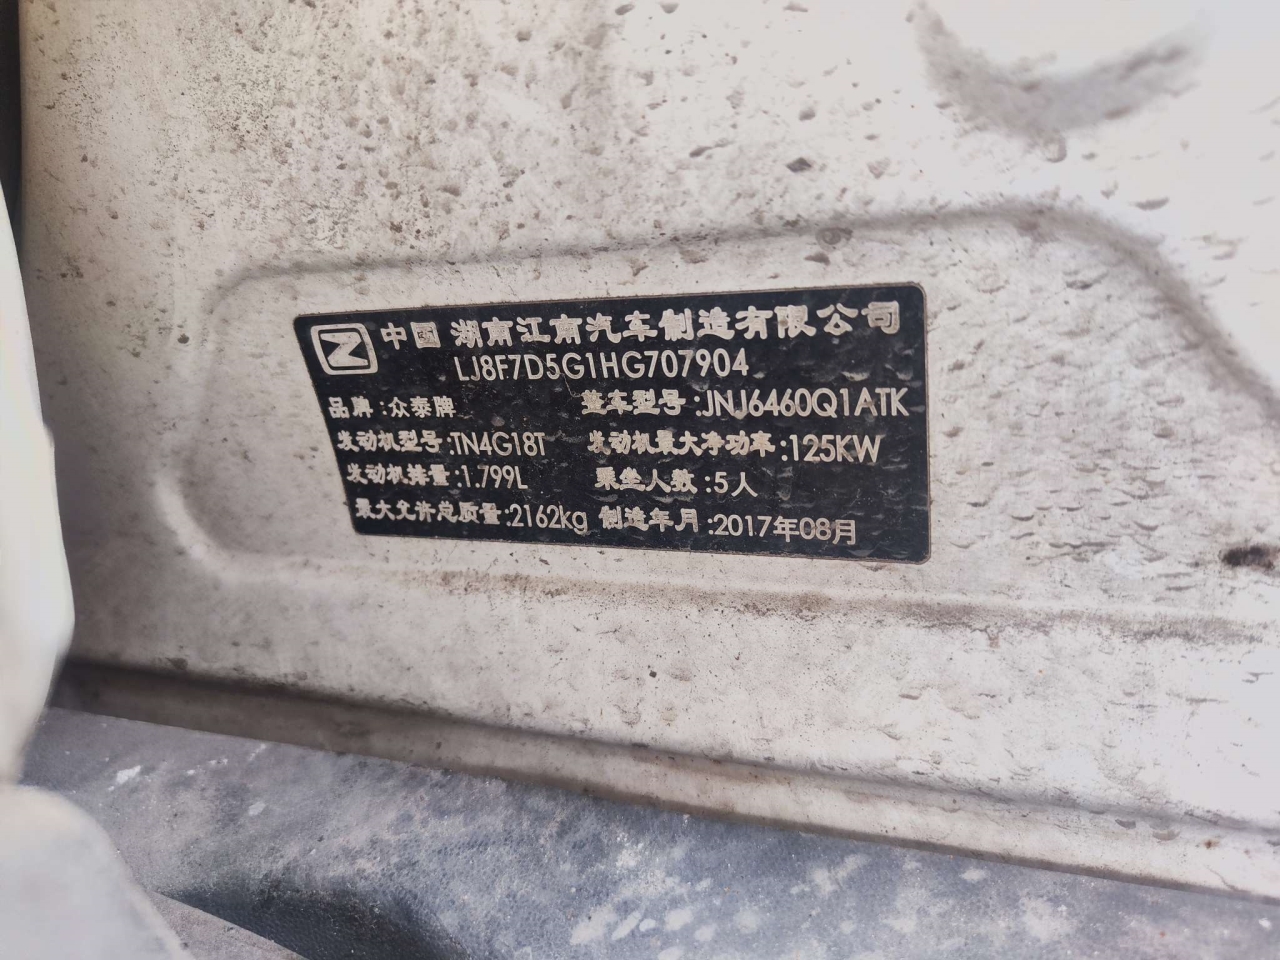 中国 湖南江南汽车制造有限公司
LJ8F7D5G1HG707904
品牌:众泰牌 整车型号:JNJ6460Q1ATK
发动机型号:TN4G18T 发动机最大净功率:125KW
发动机排量:1.799L 乘坐人数:5人
最大允许总质量:2162kg 制造年月:2017年08月